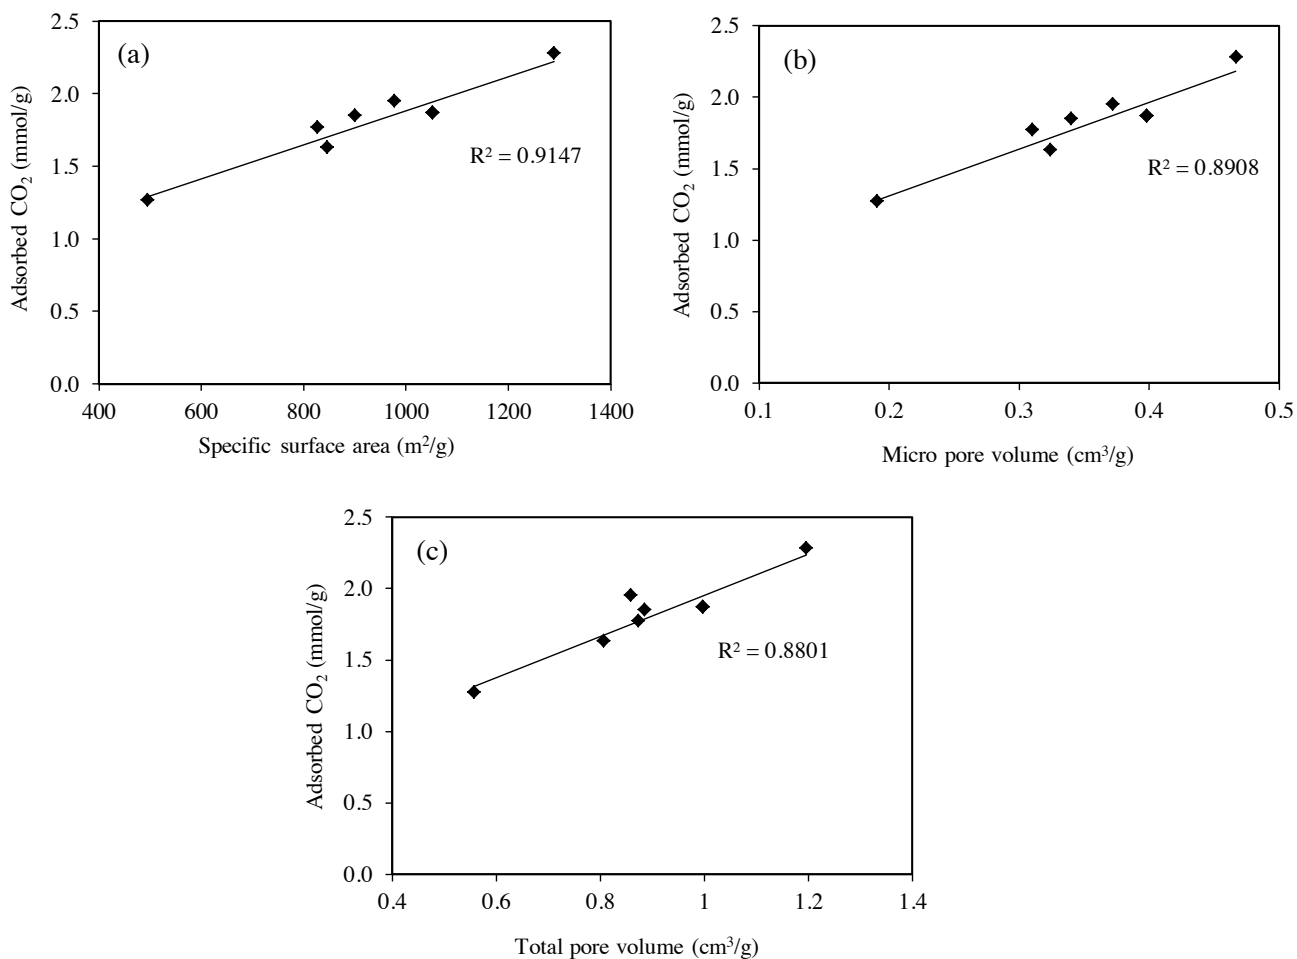 (a)
Adsorbed CO₂ (mmol/g)
2.5
2.0
1.5
1.0
0.5
0.0
R² = 0.9147
400 600 800 1000 1200 1400
Specific surface area (m²/g)
(b)
Adsorbed CO₂ (mmol/g)
2.5
2.0
1.5
1.0
0.5
0.0
R² = 0.8908
0.1 0.2 0.3 0.4 0.5
Micro pore volume (cm³/g)
(c)
Adsorbed CO₂ (mmol/g)
2.5
2.0
1.5
1.0
0.5
0.0
R² = 0.8801
0.4 0.6 0.8 1 1.2 1.4
Total pore volume (cm³/g)